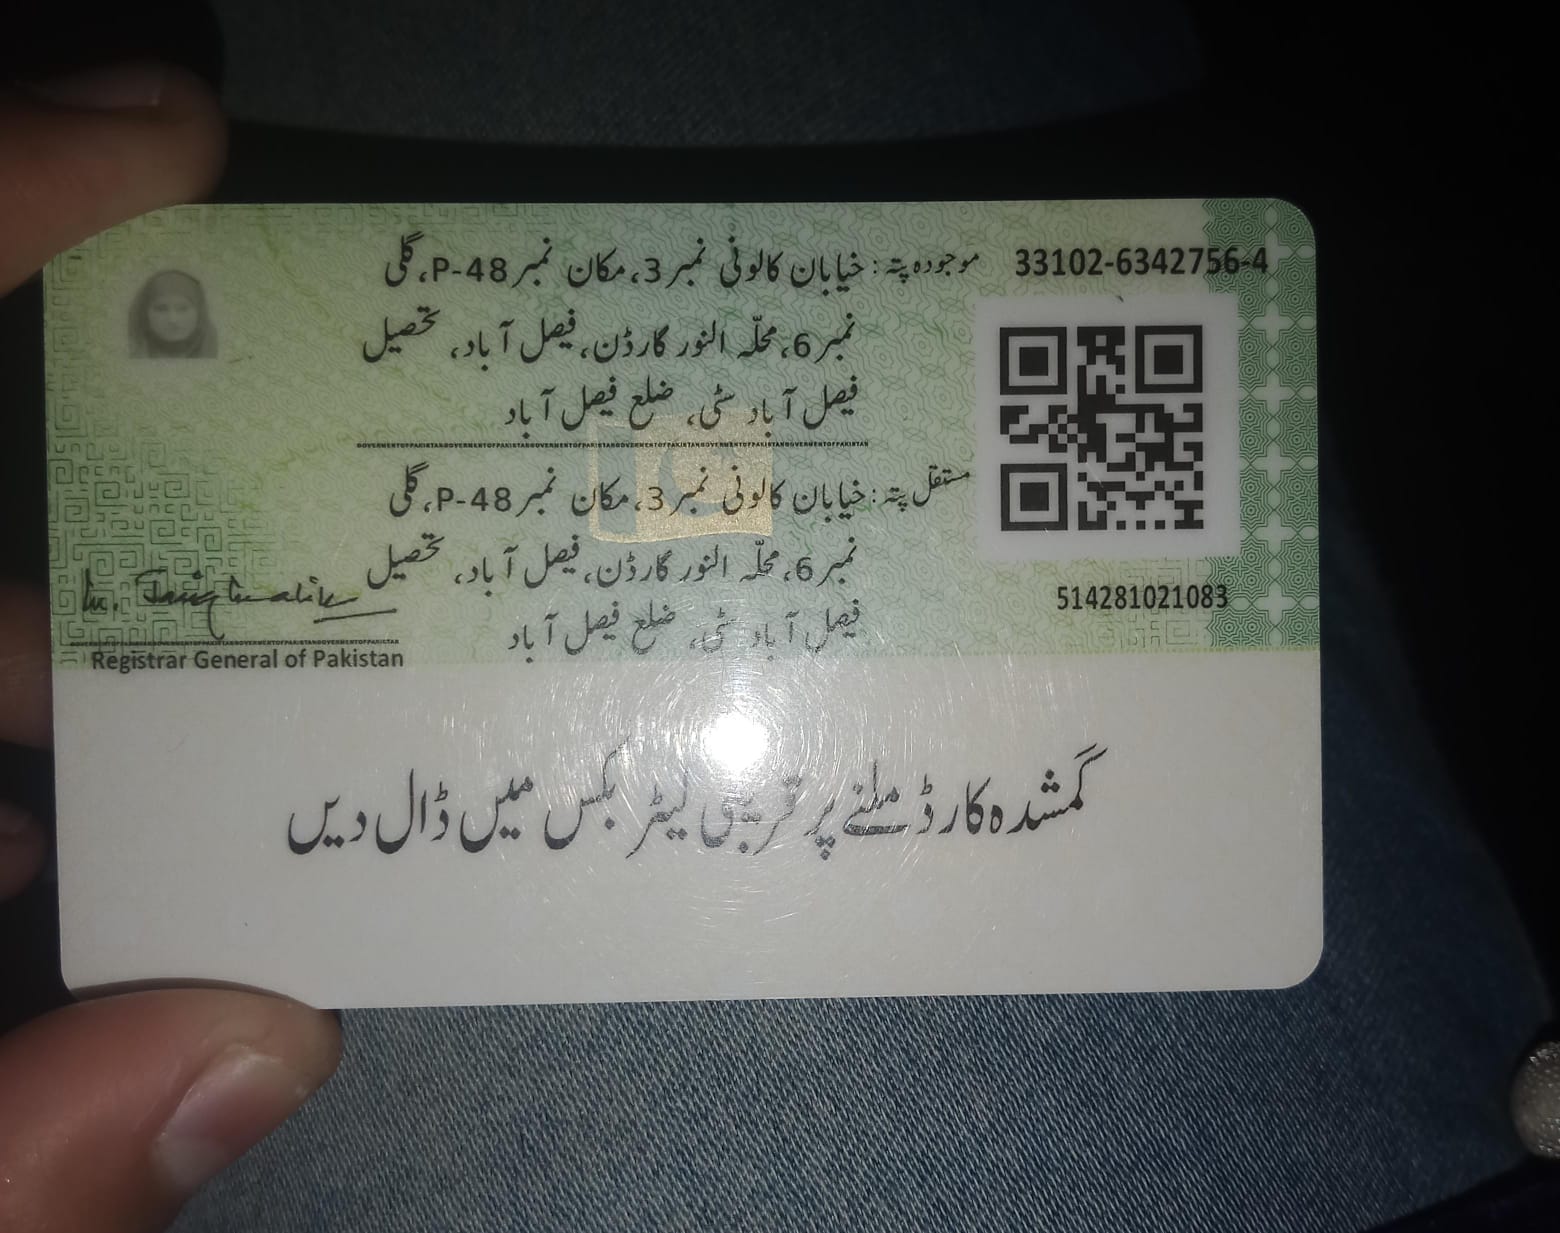 33102-6342756-4
موجودہ پتہ: خیابان کالونی نمبر 3، مکان نمبر P-48، گلی
نمبر 6، محلّہ النور گارڈن، فیصل آباد، تحصیل
فیصل آباد سٹی، ضلع فیصل آباد
مستقل پتہ: خیابان کالونی نمبر 3، مکان نمبر P-48، گلی
نمبر 6، محلّہ النور گارڈن، فیصل آباد، تحصیل
فیصل آباد سٹی، ضلع فیصل آباد
514281021083
Registrar General of Pakistan
گمشدہ کارڈ ملنے پر قریبی لیٹر بکس میں ڈال دیں